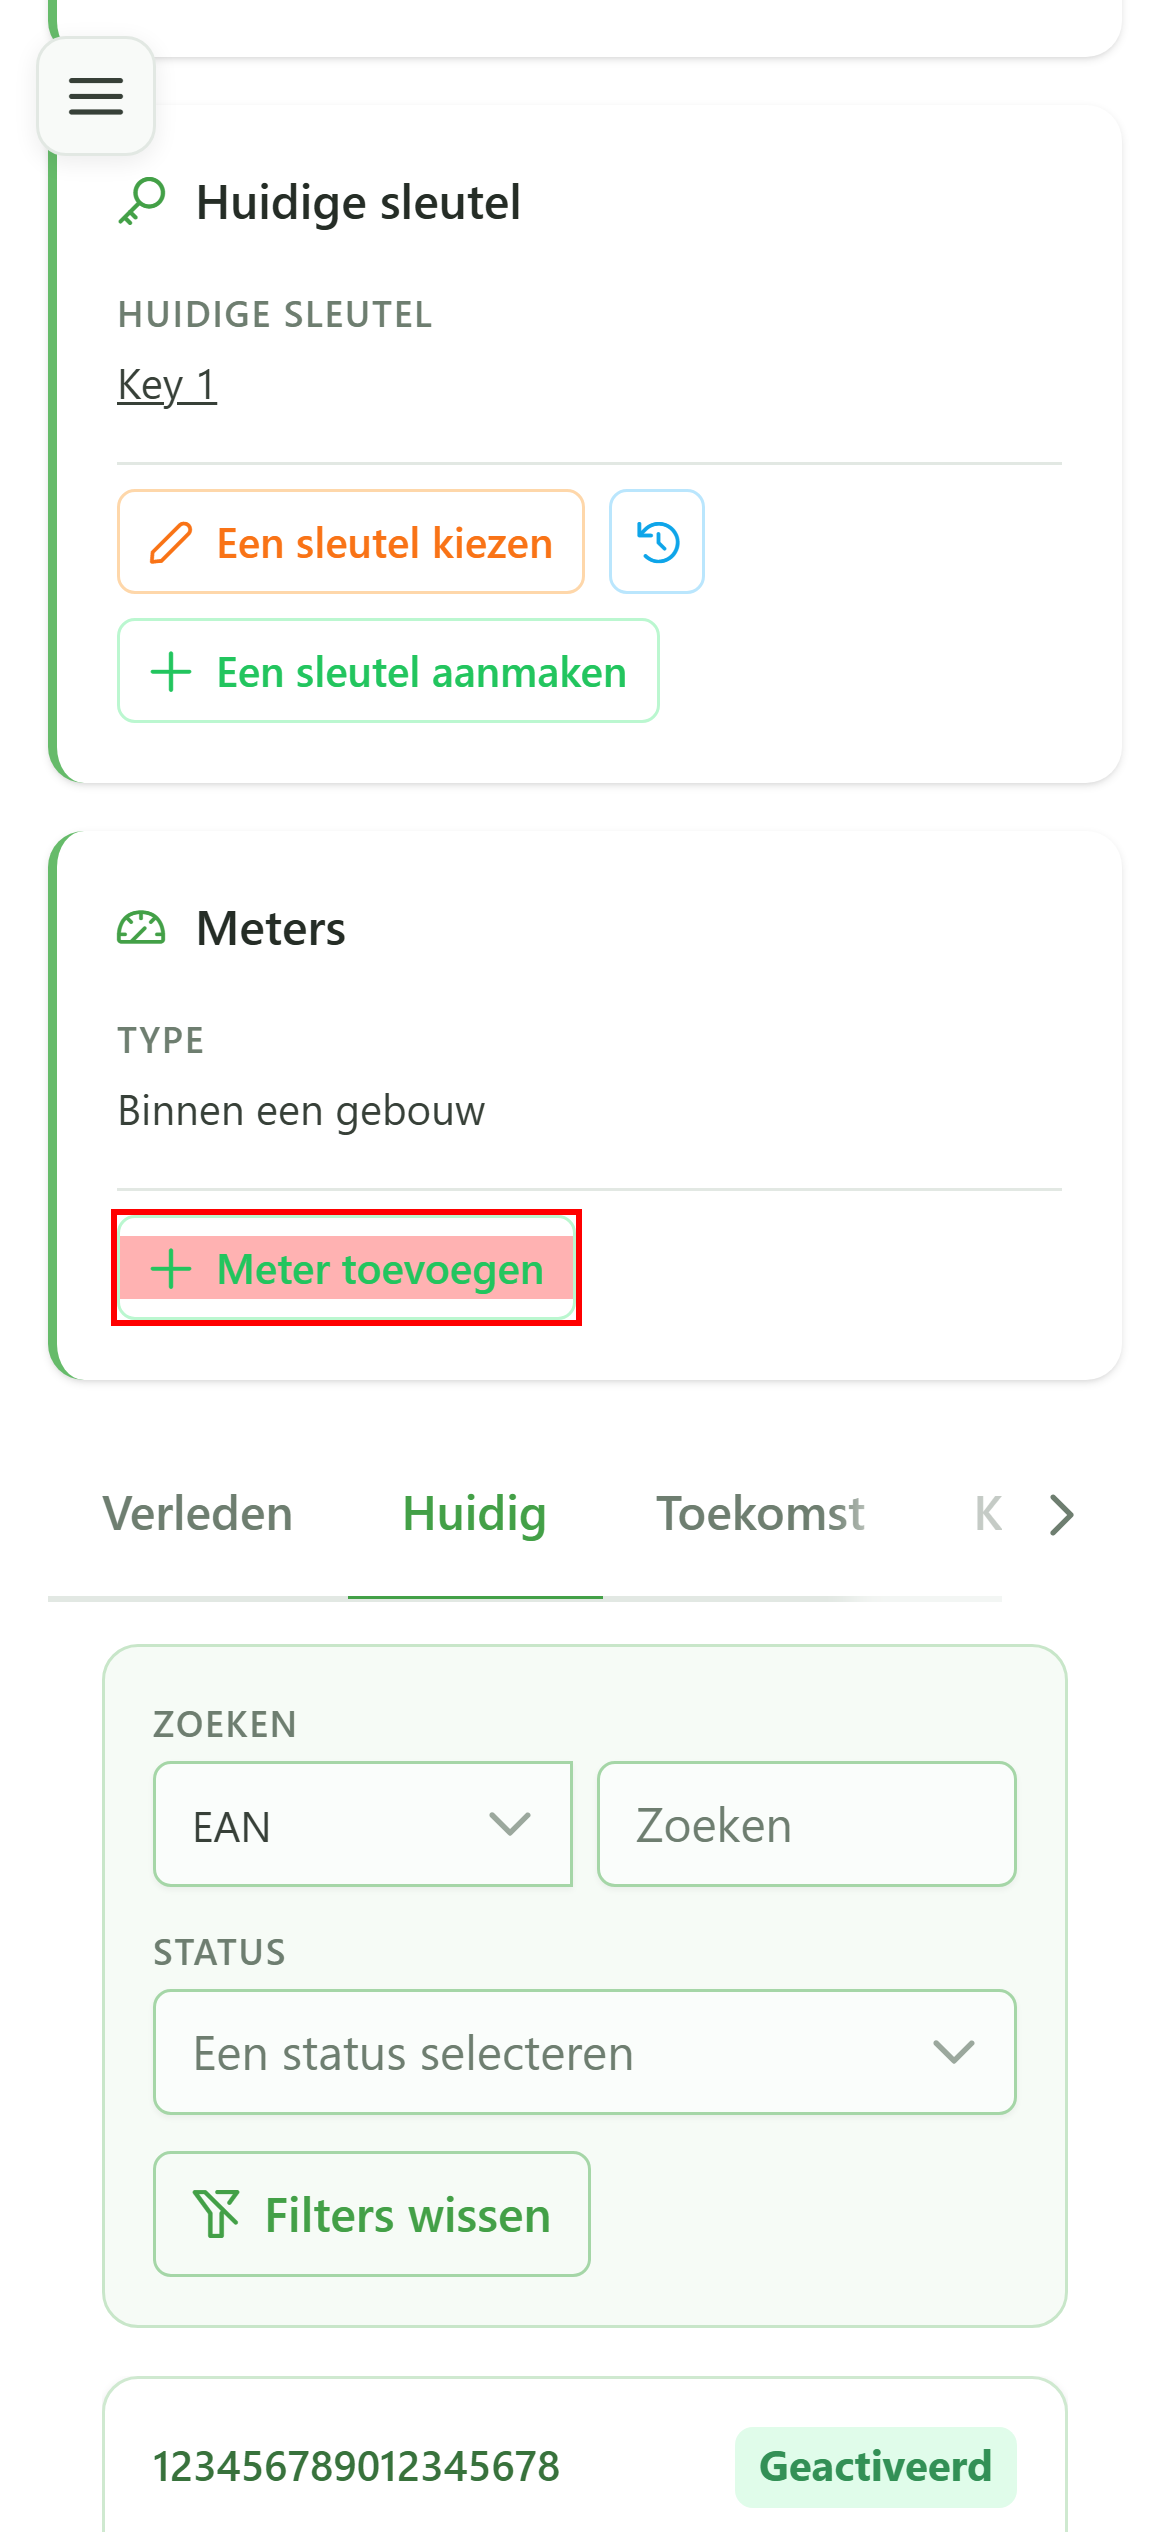 Huidige sleutel
HUIDIGE SLEUTEL
Key 1
Een sleutel kiezen
Een sleutel aanmaken
Meters
TYPE
Binnen een gebouw
Meter toevoegen
Verleden Huidig Toekomst K
ZOEKEN
EAN Zoeken
STATUS
Een status selecteren
Filters wissen
123456789012345678 Geactiveerd